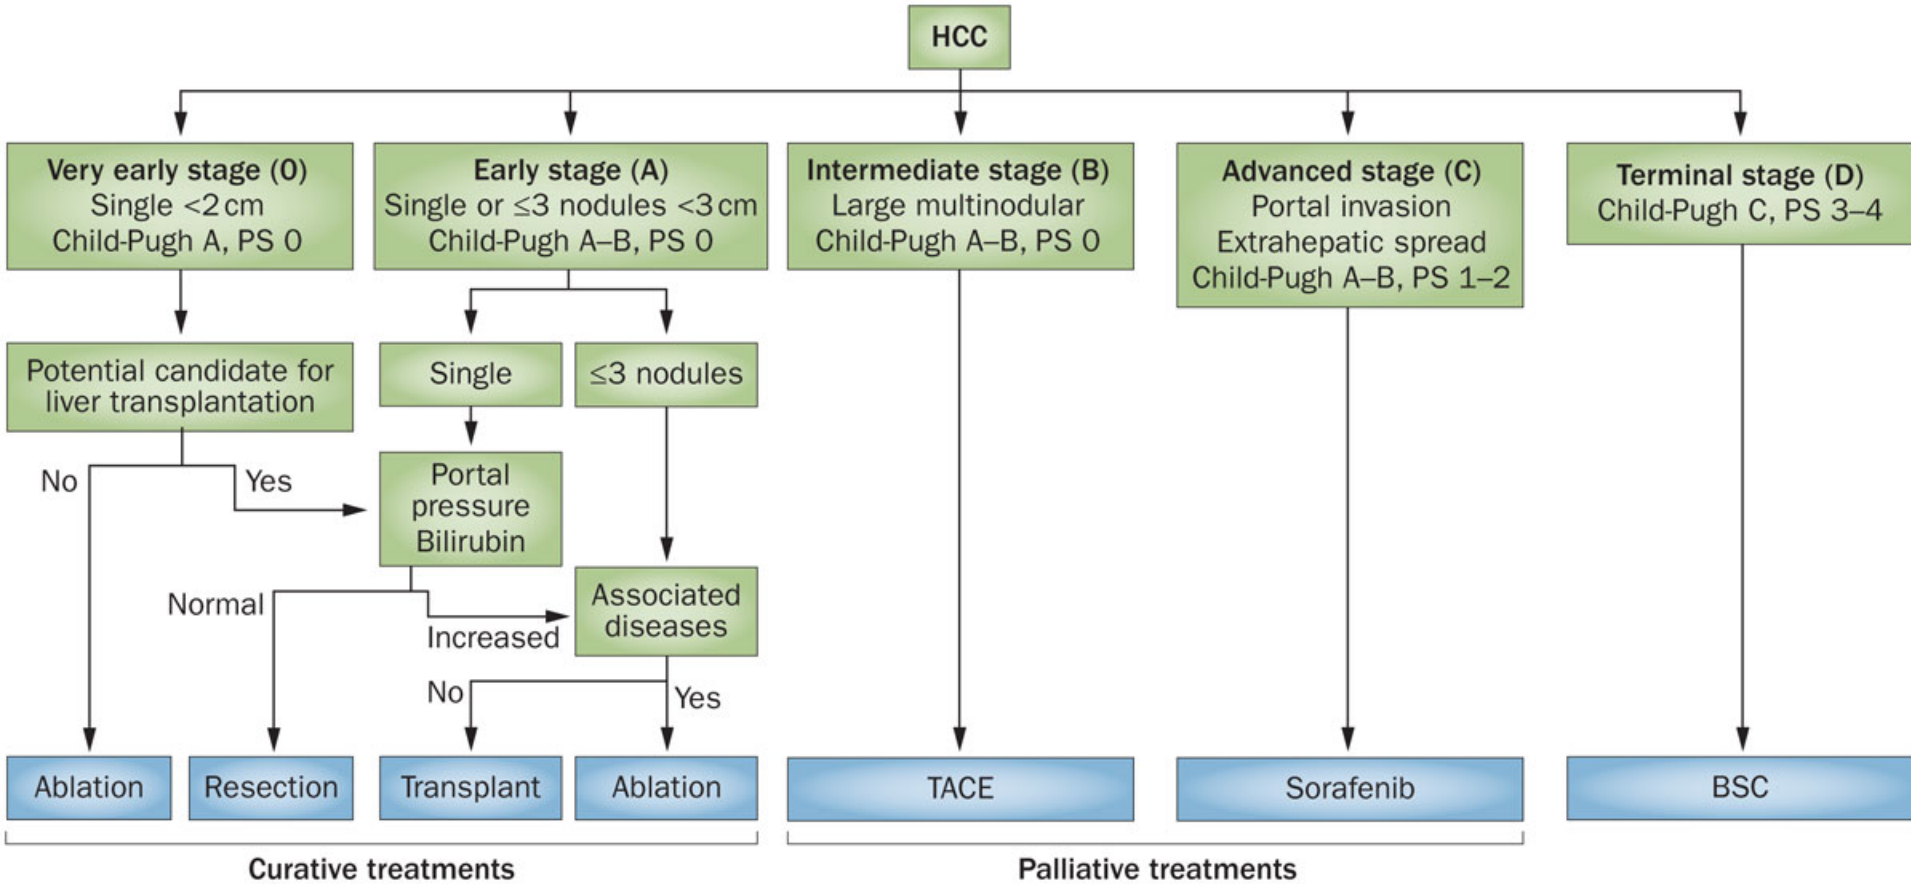 HCC
Very early stage (0)
Single <2 cm
Child-Pugh A, PS 0
Early stage (A)
Single or ≤3 nodules <3 cm
Child-Pugh A–B, PS 0
Intermediate stage (B)
Large multinodular
Child-Pugh A–B, PS 0
Advanced stage (C)
Portal invasion
Extrahepatic spread
Child-Pugh A–B, PS 1–2
Terminal stage (D)
Child-Pugh C, PS 3–4
Potential candidate for
liver transplantation
Single
≤3 nodules
No
Yes
Portal
pressure
Bilirubin
Normal
Increased
Associated
diseases
No
Yes
Ablation
Resection
Transplant
Ablation
TACE
Sorafenib
BSC
Curative treatments
Palliative treatments